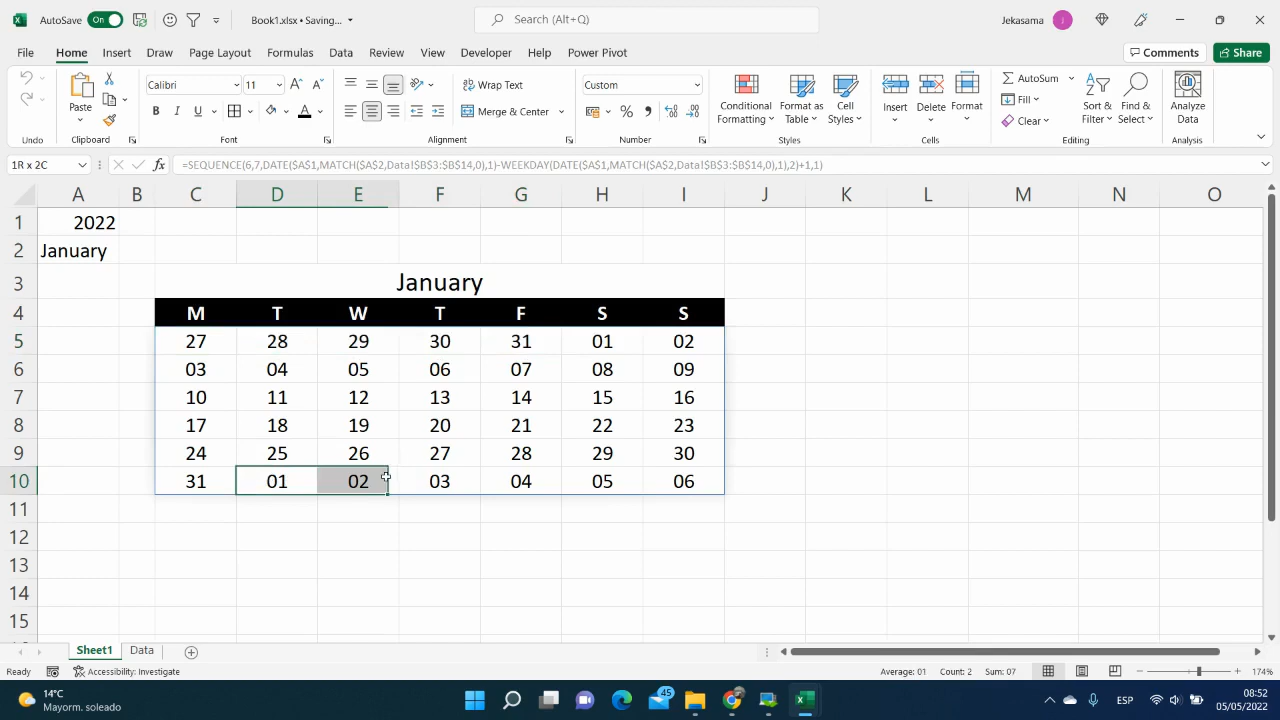 AutoSave On Book1.xlsx • Saving... Search (Alt+Q) Jekasama J
File Home Insert Draw Page Layout Formulas Data Review View Developer Help Power Pivot Comments Share
Paste Calibri 11 Wrap Text Custom Conditional Formatting Format as Table Cell Styles Insert Delete Format AutoSum Sort & Filter Find & Select Analyze Data
B I U A Merge & Center % Fill Clear
Undo Clipboard Font Alignment Number Styles Cells Editing Analysis
1R x 2C fx =SEQUENCE(6,7,DATE($A$1,MATCH($A$2,Data!$B$3:$B$14,0),1)-WEEKDAY(DATE($A$1,MATCH($A$2,Data!$B$3:$B$14,0),1),2)+1,1)
A B C D E F G H I J K L M N O
1 2022
2 January
3 January
4 M T W T F S S
5 27 28 29 30 31 01 02
6 03 04 05 06 07 08 09
7 10 11 12 13 14 15 16
8 17 18 19 20 21 22 23
9 24 25 26 27 28 29 30
10 31 01 02 03 04 05 06
11
12
13
14
15
Sheet1 Data
Ready Accessibility: Investigate Average: 01 Count: 2 Sum: 07 174%
14°C
Mayorm. soleado 45 ESP 08:52
05/05/2022